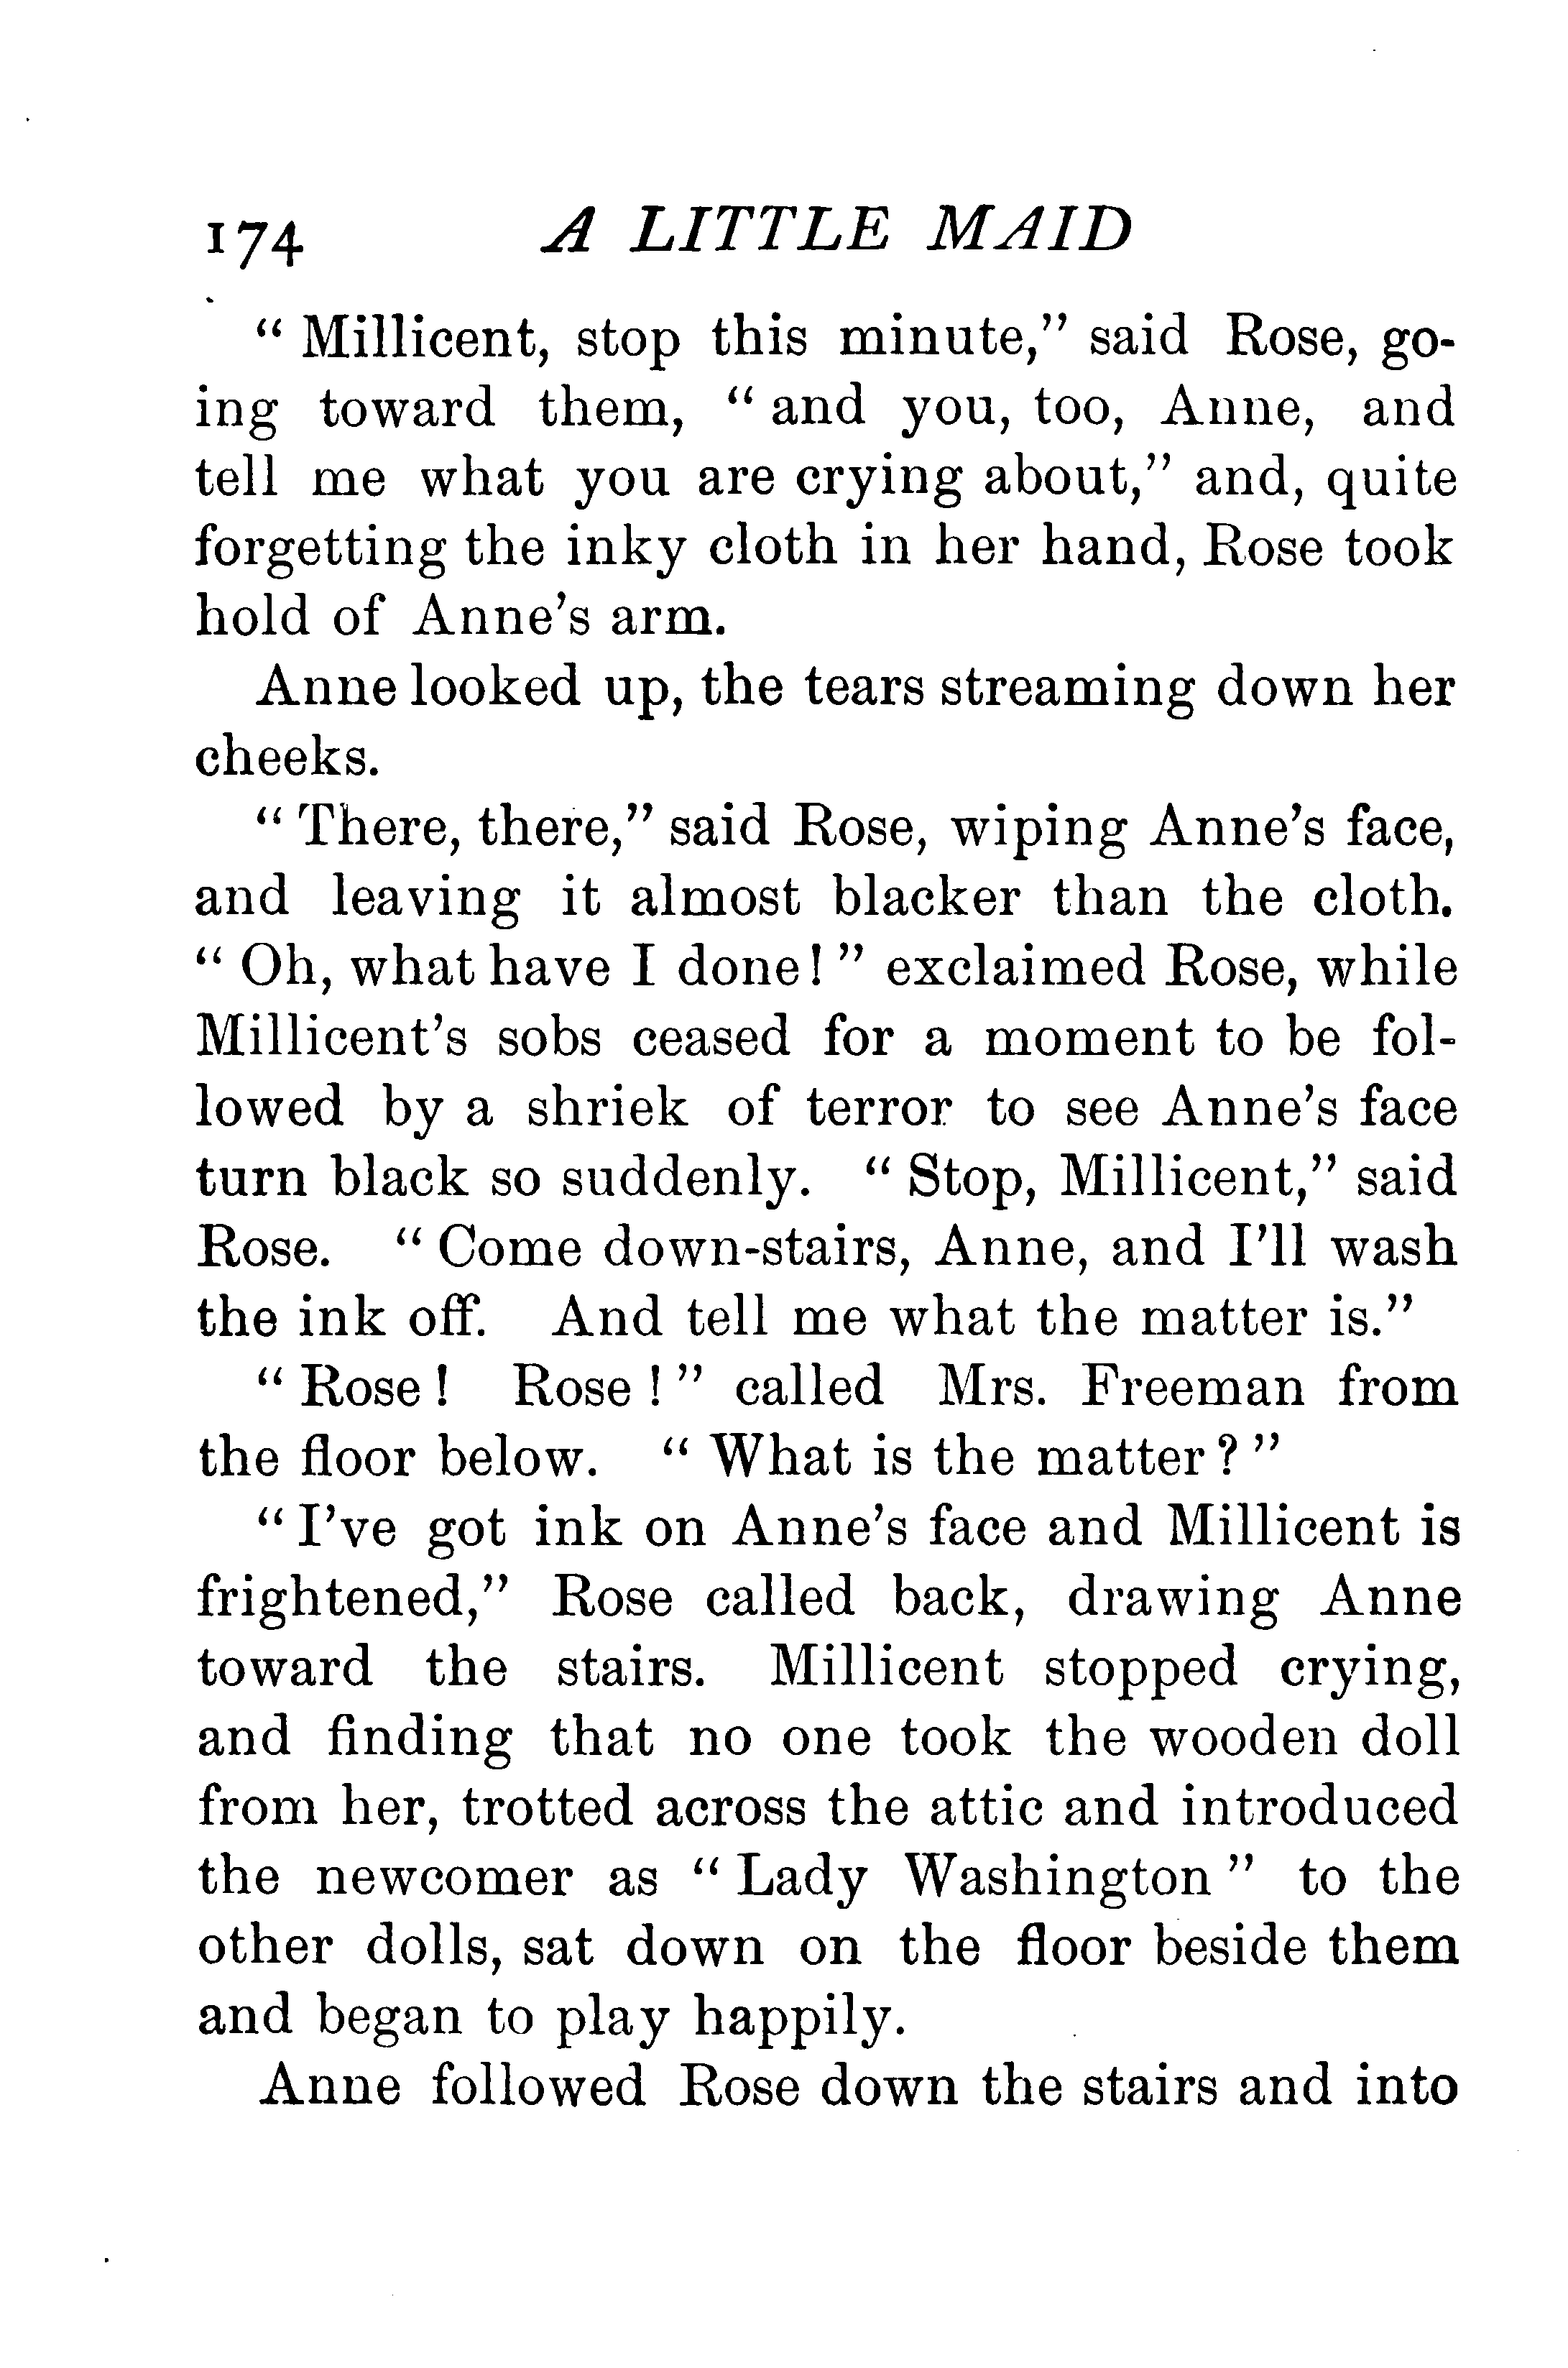 174 A LITTLE MAID
“ Millicent, stop this minute,” said Rose, go-
ing toward them, “ and you, too, Anne, and
tell me what you are crying about,” and, quite
forgetting the inky cloth in her hand, Rose took
hold of Anne’s arm.
Anne looked up, the tears streaming down her
cheeks.
“ There, there,” said Rose, wiping Anne’s face,
and leaving it almost blacker than the cloth.
“ Oh, what have I done! ” exclaimed Rose, while
Millicent’s sobs ceased for a moment to be fol-
lowed by a shriek of terror to see Anne’s face
turn black so suddenly. “ Stop, Millicent,” said
Rose. “ Come down-stairs, Anne, and I’ll wash
the ink off. And tell me what the matter is.”
“ Rose ! Rose ! ” called Mrs. Freeman from
the floor below. “ What is the matter ? ”
“ I’ve got ink on Anne’s face and Millicent is
frightened,” Rose called back, drawing Anne
toward the stairs. Millicent stopped crying,
and finding that no one took the wooden doll
from her, trotted across the attic and introduced
the newcomer as “ Lady Washington ” to the
other dolls, sat down on the floor beside them
and began to play happily.
Anne followed Rose down the stairs and into